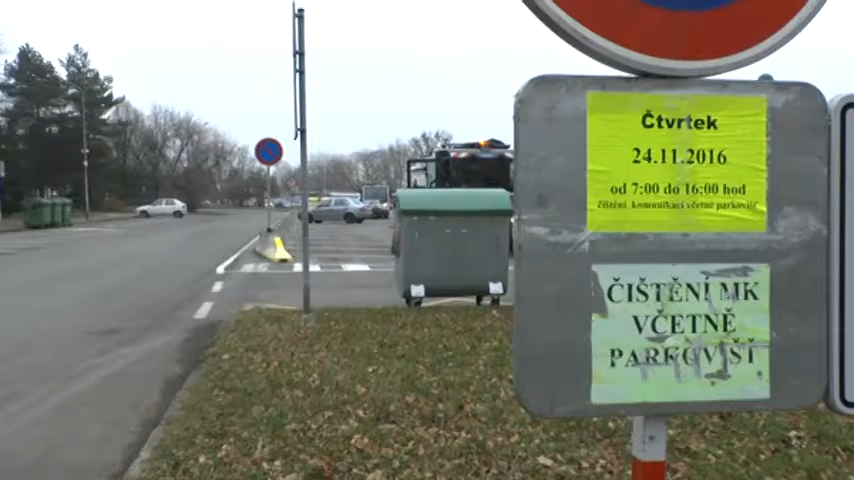 Čtvrtek
24.11.2016
od 7:00 do 16:00 hod
čištění komunikací včetně parkovišť
ČIŠTĚNÍ MK
VČETNĚ
PARKOVIŠŤ